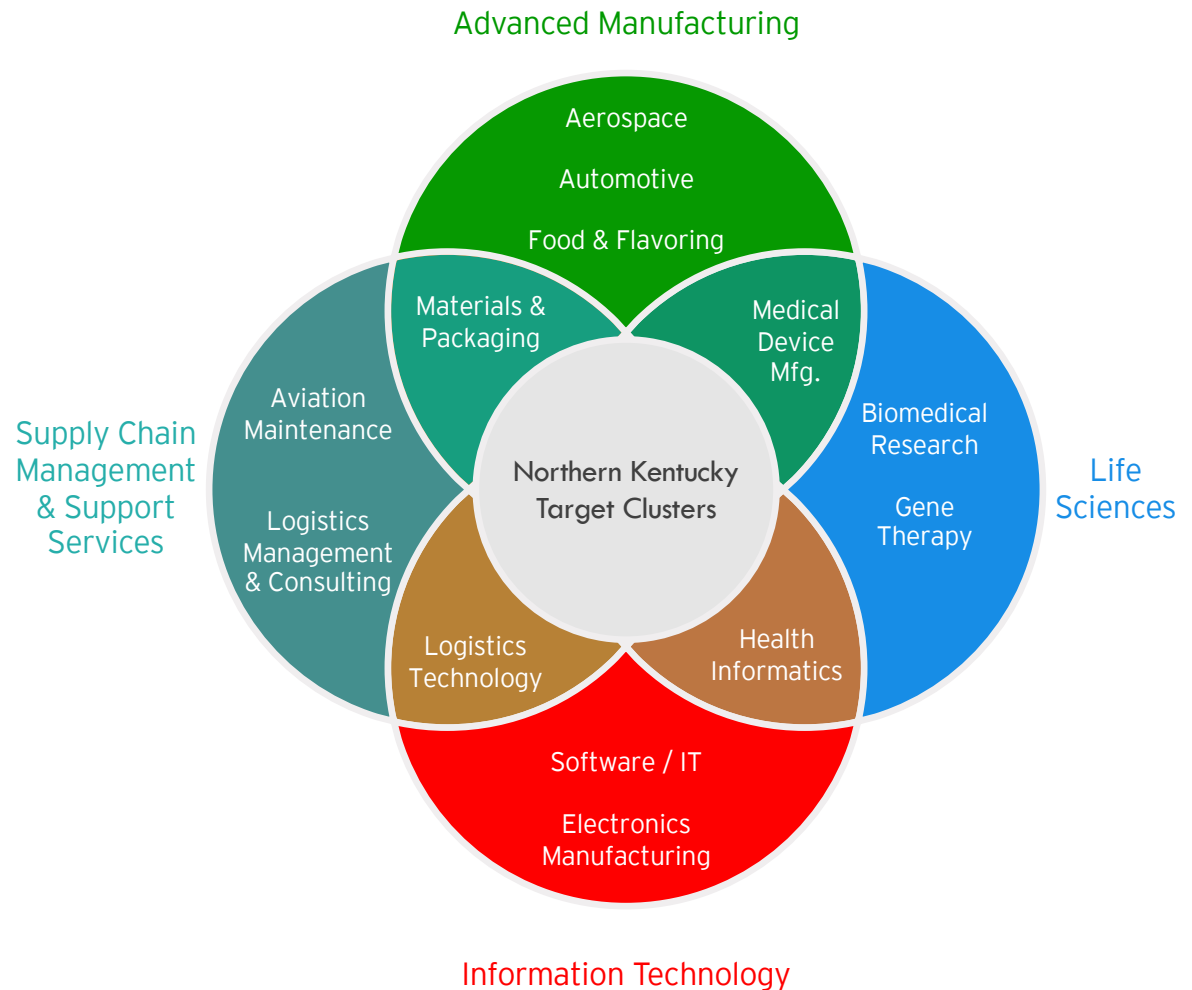 Advanced Manufacturing
Aerospace
Automotive
Food & Flavoring
Materials &
Packaging
Medical
Device
Mfg.
Aviation
Maintenance
Biomedical
Research
Supply Chain
Management
& Support
Services
Northern Kentucky
Target Clusters
Life
Sciences
Logistics
Management
& Consulting
Gene
Therapy
Logistics
Technology
Health
Informatics
Software / IT
Electronics
Manufacturing
Information Technology